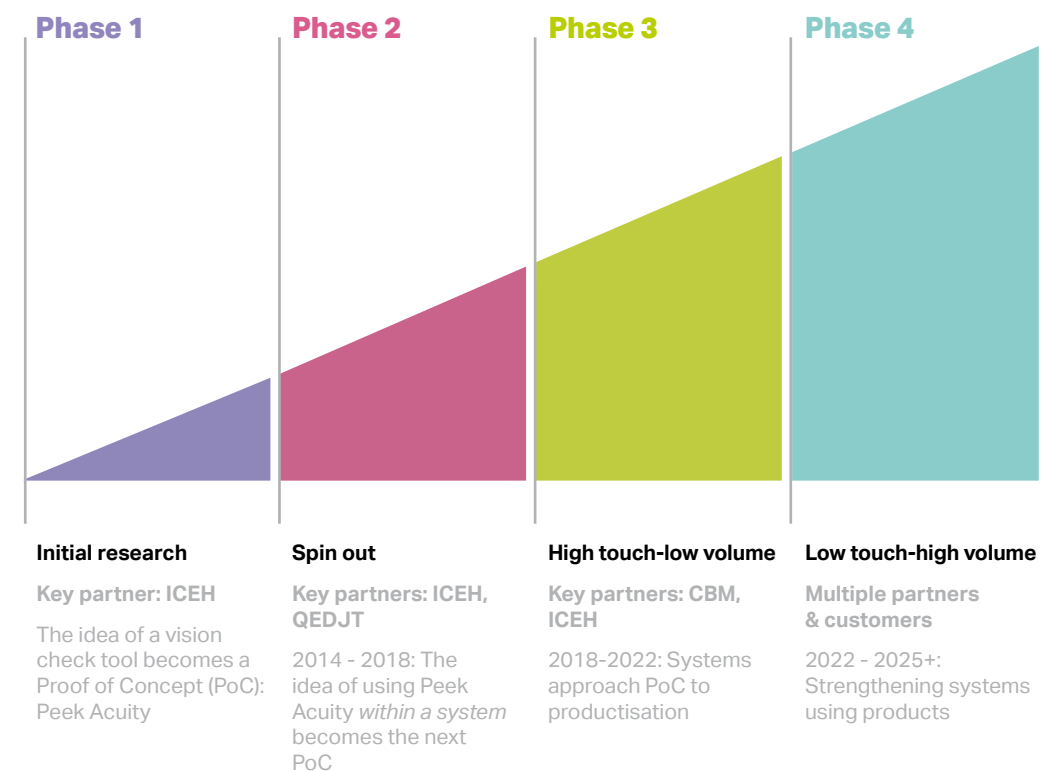 Phase 1
Phase 2
Phase 3
Phase 4
Initial research
Key partner: ICEH
The idea of a vision
check tool becomes a
Proof of Concept (PoC):
Peek Acuity
Spin out
Key partners: ICEH,
QEDJT
2014 - 2018: The
idea of using Peek
Acuity within a system
becomes the next
PoC
High touch-low volume
Key partners: CBM,
ICEH
2018-2022: Systems
approach PoC to
productisation
Low touch-high volume
Multiple partners
& customers
2022 - 2025+:
Strengthening systems
using products